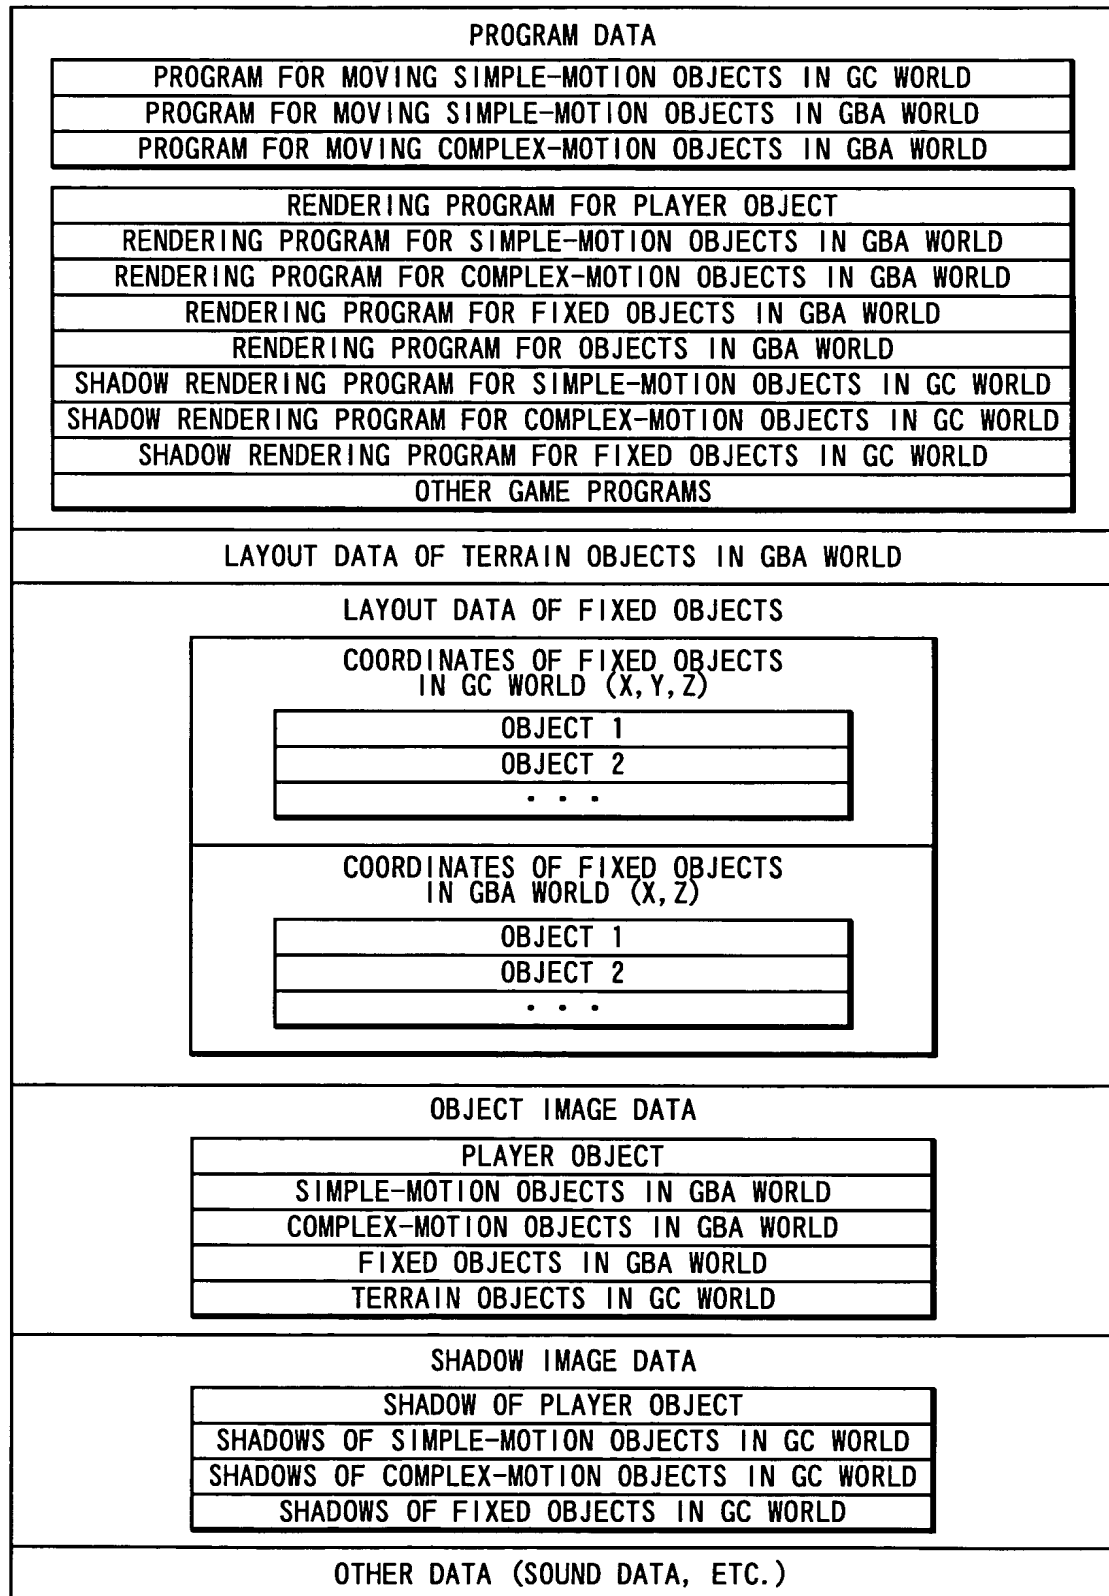 PROGRAM DATA
PROGRAM FOR MOVING SIMPLE-MOTION OBJECTS IN GC WORLD
PROGRAM FOR MOVING SIMPLE-MOTION OBJECTS IN GBA WORLD
PROGRAM FOR MOVING COMPLEX-MOTION OBJECTS IN GBA WORLD
RENDERING PROGRAM FOR PLAYER OBJECT
RENDERING PROGRAM FOR SIMPLE-MOTION OBJECTS IN GBA WORLD
RENDERING PROGRAM FOR COMPLEX-MOTION OBJECTS IN GBA WORLD
RENDERING PROGRAM FOR FIXED OBJECTS IN GBA WORLD
RENDERING PROGRAM FOR OBJECTS IN GBA WORLD
SHADOW RENDERING PROGRAM FOR SIMPLE-MOTION OBJECTS IN GC WORLD
SHADOW RENDERING PROGRAM FOR COMPLEX-MOTION OBJECTS IN GC WORLD
SHADOW RENDERING PROGRAM FOR FIXED OBJECTS IN GC WORLD
OTHER GAME PROGRAMS
LAYOUT DATA OF TERRAIN OBJECTS IN GBA WORLD
LAYOUT DATA OF FIXED OBJECTS
COORDINATES OF FIXED OBJECTS
IN GC WORLD (X, Y, Z)
OBJECT 1
OBJECT 2
. . .
COORDINATES OF FIXED OBJECTS
IN GBA WORLD (X, Z)
OBJECT 1
OBJECT 2
. . .
OBJECT IMAGE DATA
PLAYER OBJECT
SIMPLE-MOTION OBJECTS IN GBA WORLD
COMPLEX-MOTION OBJECTS IN GBA WORLD
FIXED OBJECTS IN GBA WORLD
TERRAIN OBJECTS IN GC WORLD
SHADOW IMAGE DATA
SHADOW OF PLAYER OBJECT
SHADOWS OF SIMPLE-MOTION OBJECTS IN GC WORLD
SHADOWS OF COMPLEX-MOTION OBJECTS IN GC WORLD
SHADOWS OF FIXED OBJECTS IN GC WORLD
OTHER DATA (SOUND DATA, ETC.)